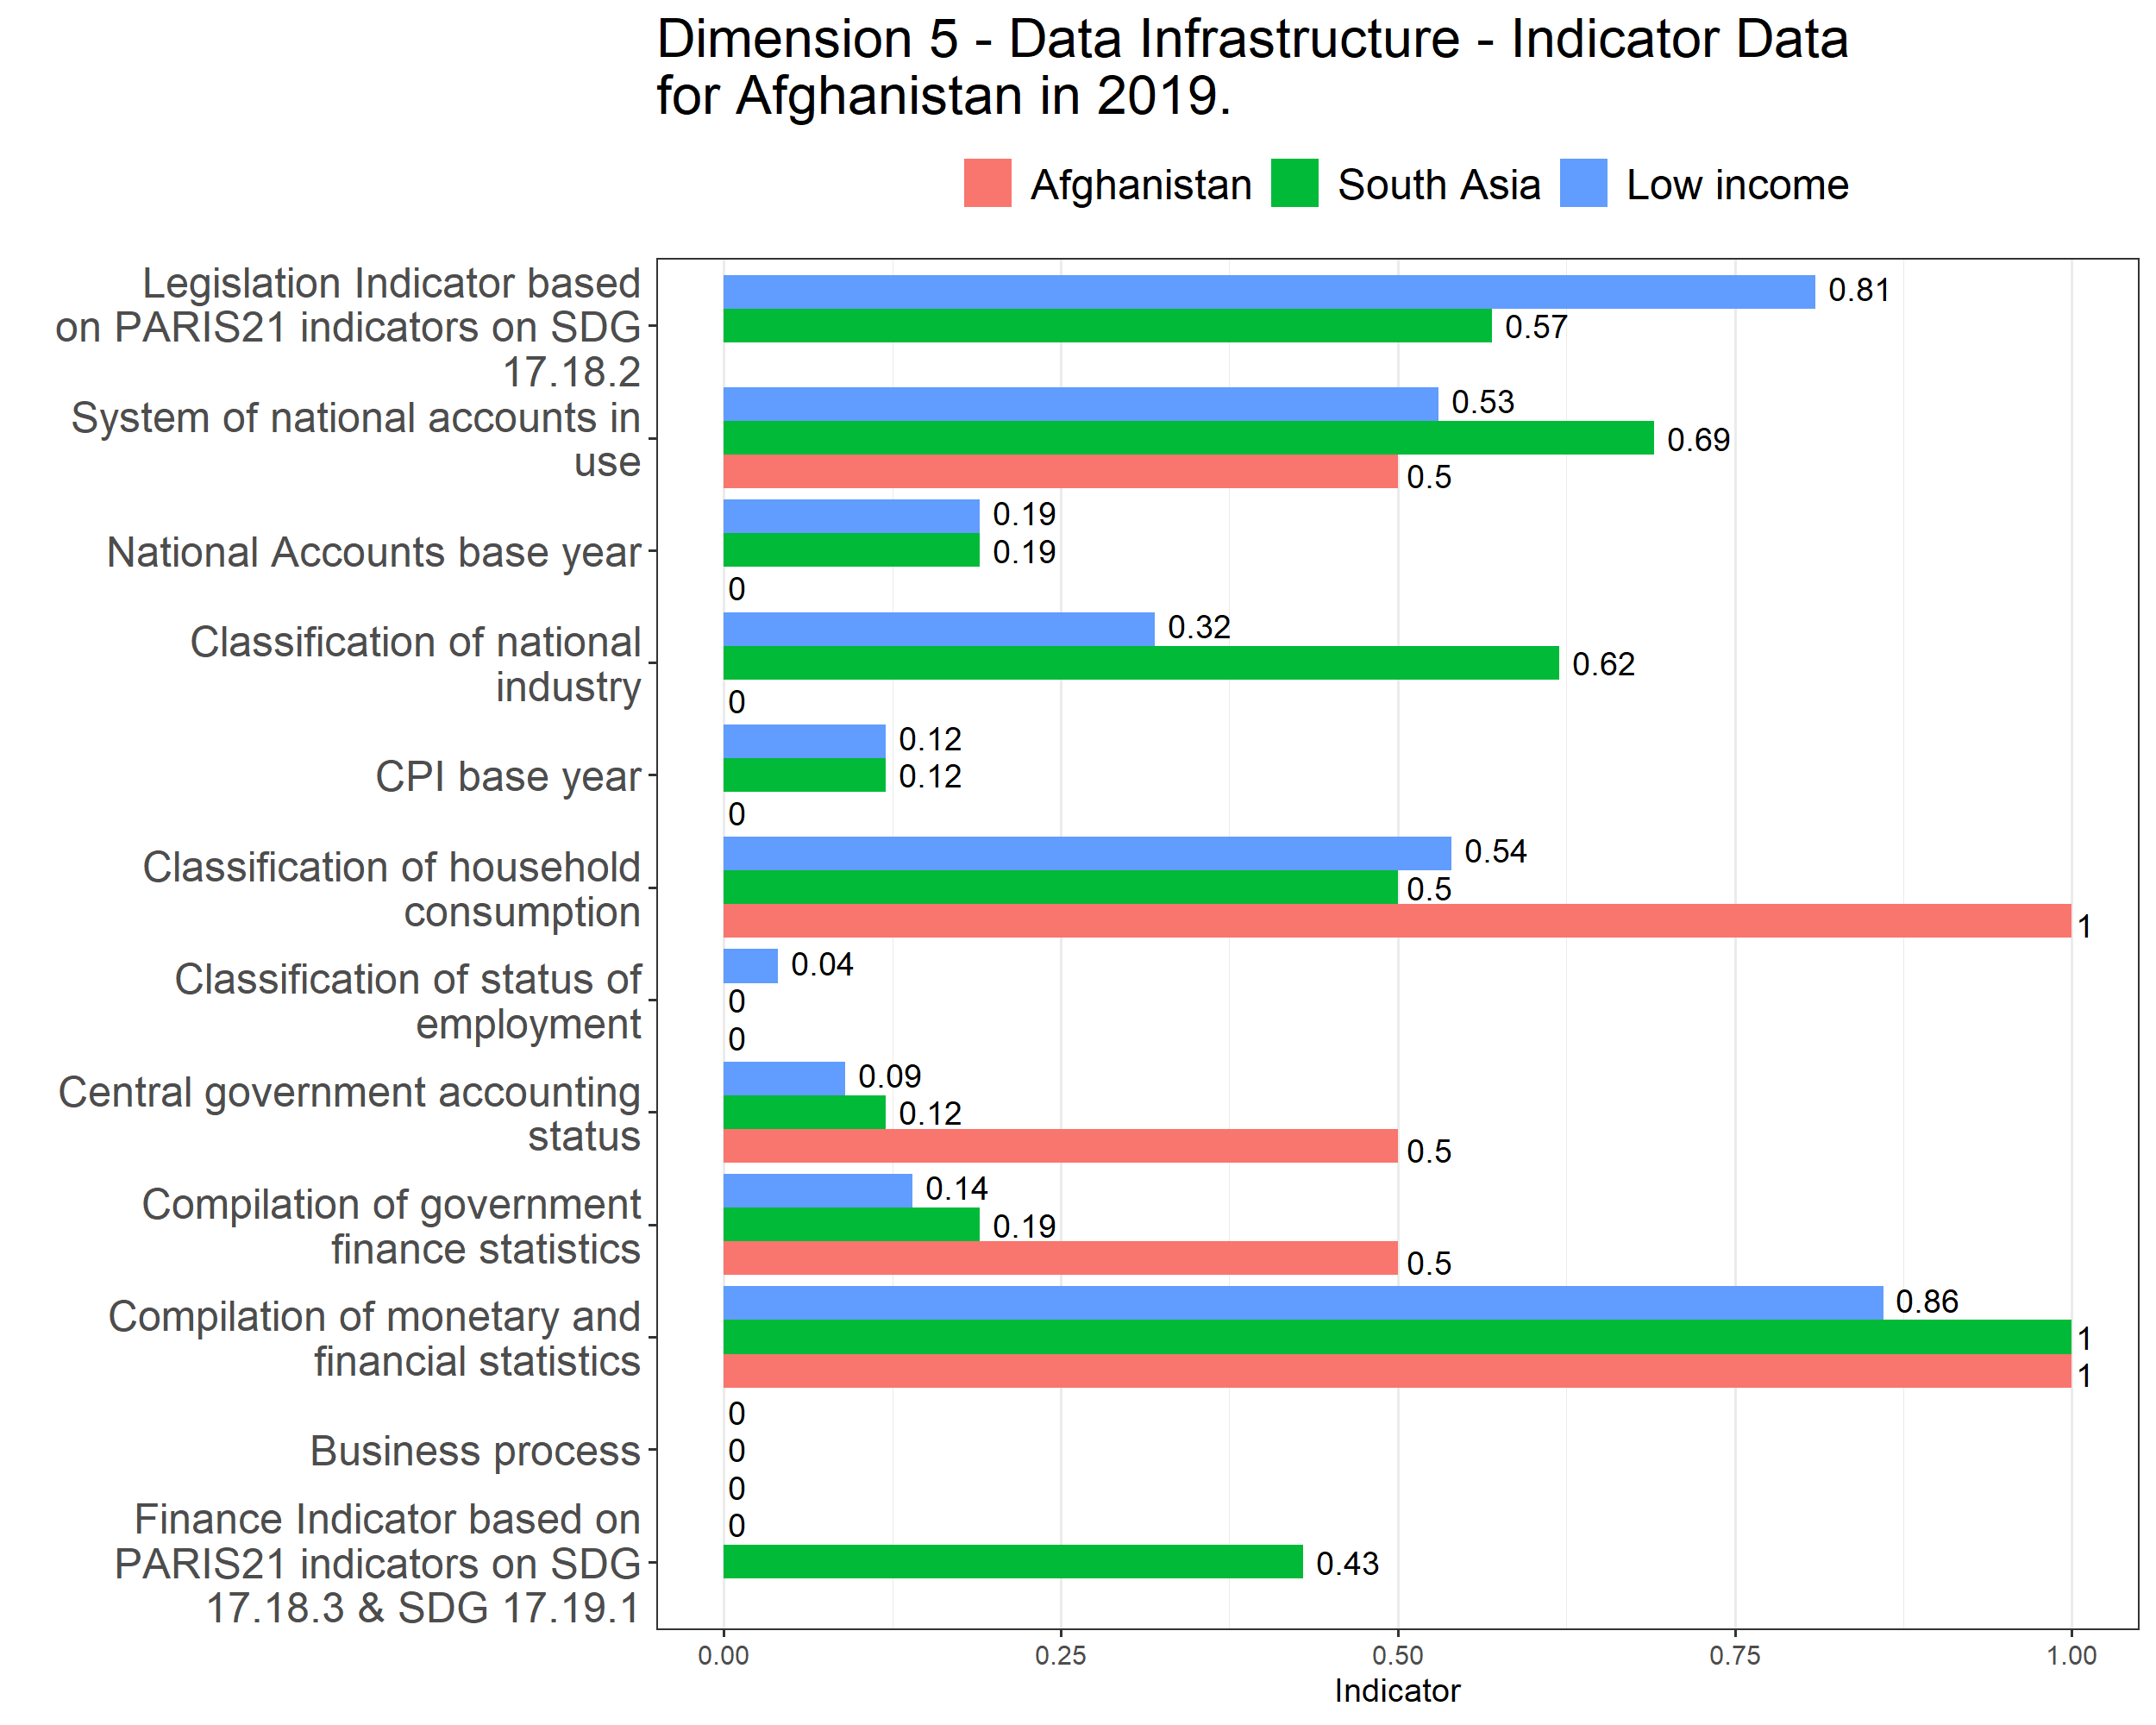 Dimension 5 - Data Infrastructure - Indicator Data
for Afghanistan in 2019.
Afghanistan South Asia Low income
Legislation Indicator based
on PARIS21 indicators on SDG
17.18.2
0.81
0.57
System of national accounts in
use
0.53
0.69
0.5
National Accounts base year
0.19
0.19
0
Classification of national
industry
0.32
0.62
0
CPI base year
0.12
0.12
0
Classification of household
consumption
0.54
0.5
1
Classification of status of
employment
0.04
0
0
Central government accounting
status
0.09
0.12
0.5
Compilation of government
finance statistics
0.14
0.19
0.5
Compilation of monetary and
financial statistics
0.86
1
1
Business process
0
0
0
Finance Indicator based on
PARIS21 indicators on SDG
17.18.3 & SDG 17.19.1
0
0.43
0.00 0.25 0.50 0.75 1.00
Indicator